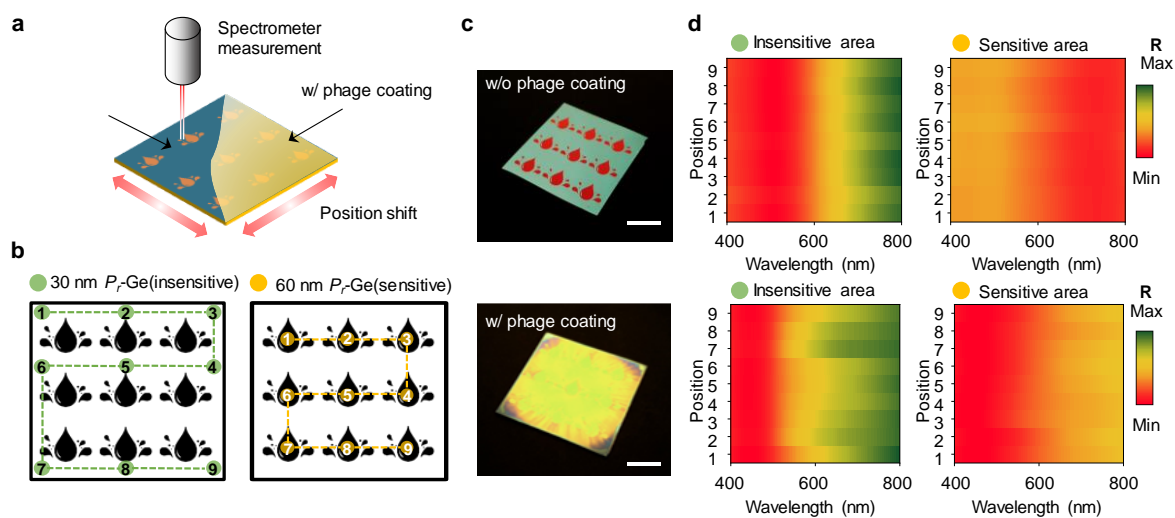 a
Spectrometer
measurement
w/ phage coating
Position shift
b
30 nm Pr-Ge(insensitive)
1 2 3
6 5 4
7 8 9
60 nm Pr-Ge(sensitive)
1 2 3
6 5 4
7 8 9
c
w/o phage coating
w/ phage coating
d
Insensitive area
Position
9
8
7
6
5
4
3
2
1
400 600 800
Wavelength (nm)
Sensitive area
Position
9
8
7
6
5
4
3
2
1
400 600 800
Wavelength (nm)
R
Max
Min
Insensitive area
Position
9
8
7
6
5
4
3
2
1
400 600 800
Wavelength (nm)
Sensitive area
Position
9
8
7
6
5
4
3
2
1
400 600 800
Wavelength (nm)
R
Max
Min